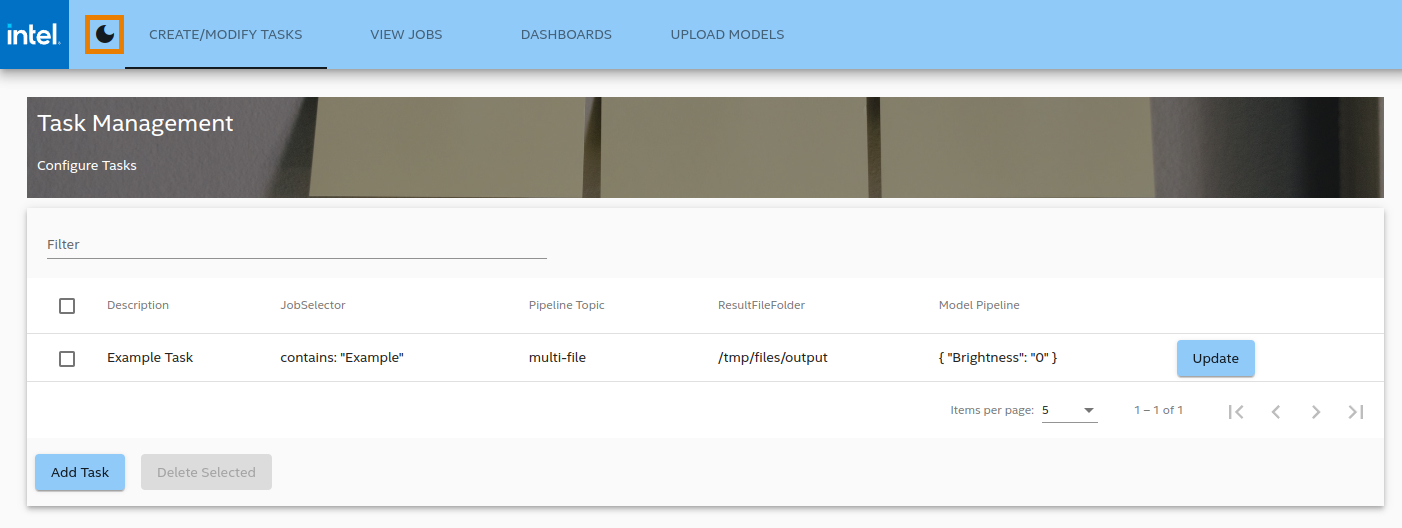 intel.
CREATE/MODIFY TASKS VIEW JOBS DASHBOARDS UPLOAD MODELS
Task Management
Configure Tasks
Filter
Description JobSelector Pipeline Topic ResultFileFolder Model Pipeline
Example Task contains: "Example" multi-file /tmp/files/output { "Brightness": "0" } Update
Items per page: 5 1 – 1 of 1
Add Task Delete Selected